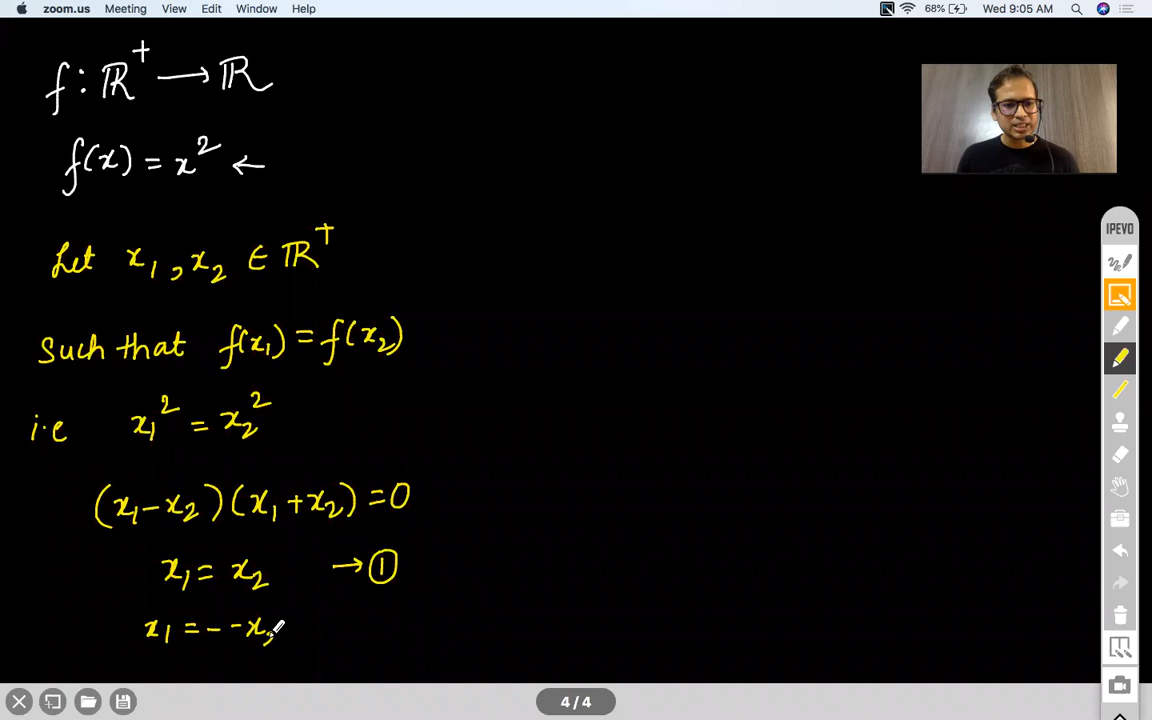 zoom.us Meeting View Edit Window Help 68% Wed 9:05 AM
f: ℝ⁺ → ℝ
f(x) = x² ←
Let x₁, x₂ ∈ ℝ⁺
Such that f(x₁) = f(x₂)
i.e x₁² = x₂²
(x₁-x₂)(x₁+x₂) = 0
x₁ = x₂ → ①
x₁ = - -x
IPEVO
4/4